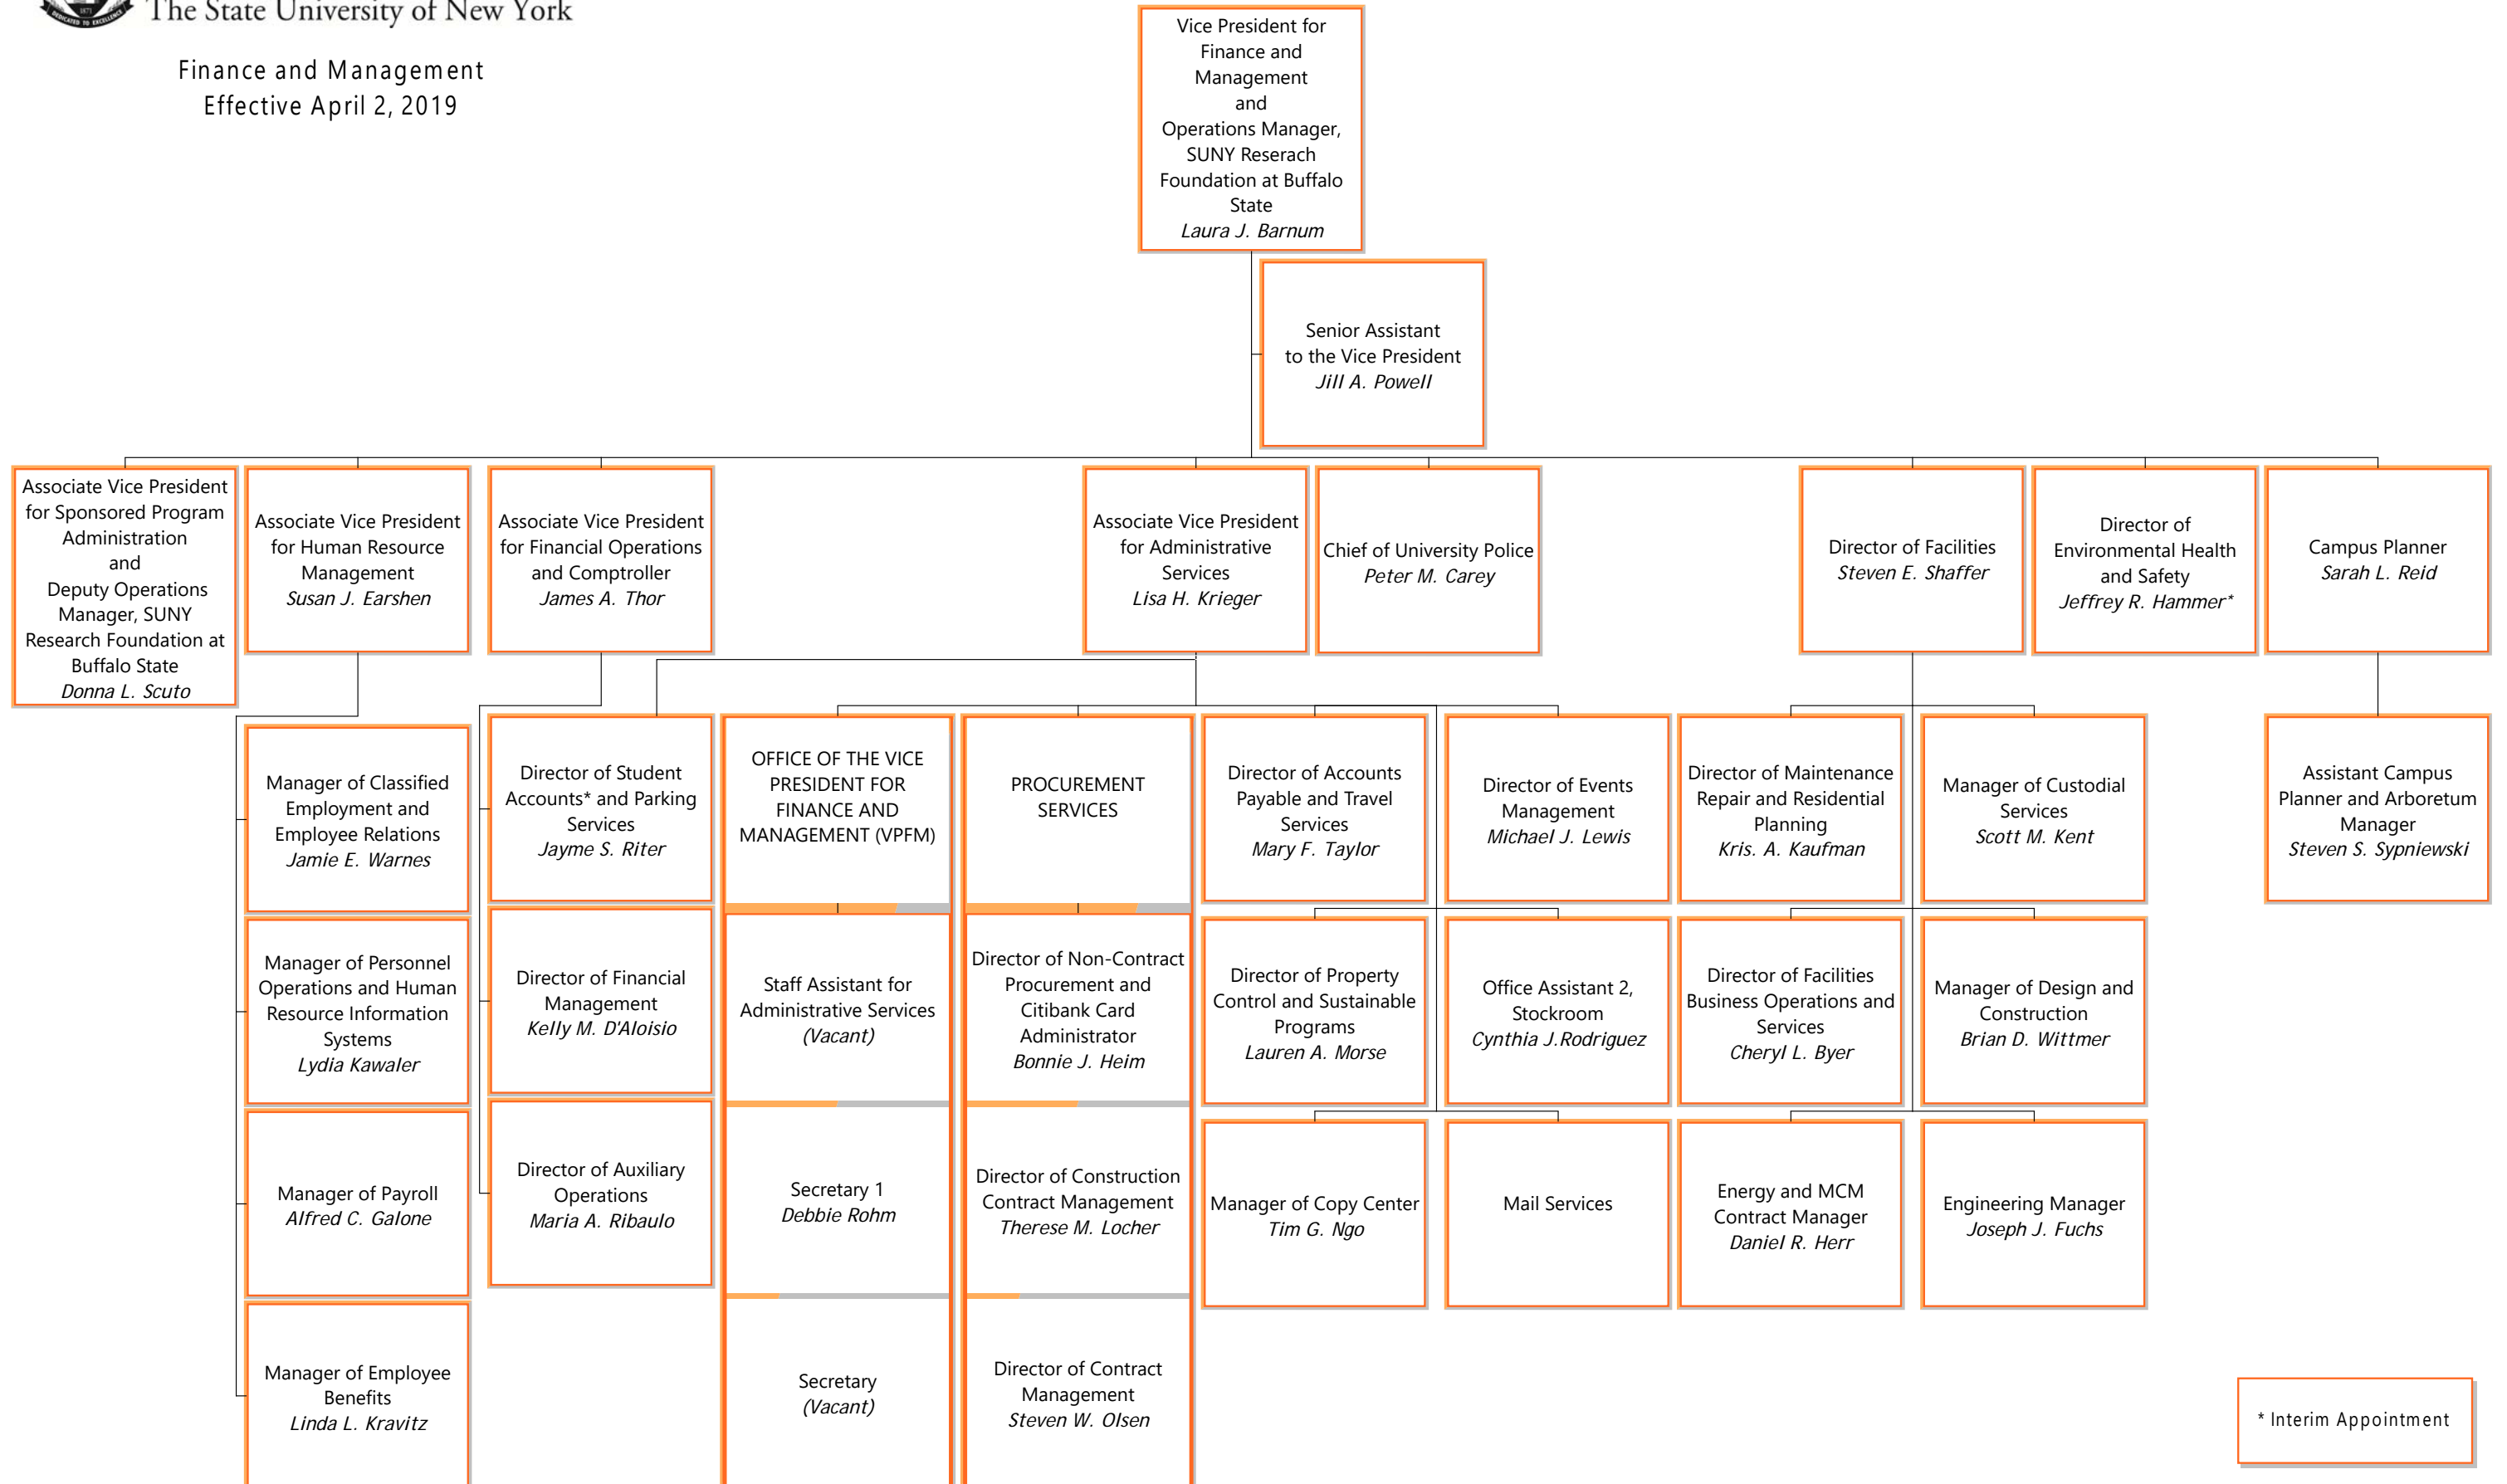 The State University of New York
1871
DEDICATED TO EXCELLENCE
Finance and Management
Effective April 2, 2019
Vice President for
Finance and
Management
and
Operations Manager,
SUNY Reserach
Foundation at Buffalo
State
Laura J. Barnum
Senior Assistant
to the Vice President
Jill A. Powell
Associate Vice President
for Sponsored Program
Administration
and
Deputy Operations
Manager, SUNY
Research Foundation at
Buffalo State
Donna L. Scuto
Associate Vice President
for Human Resource
Management
Susan J. Earshen
Associate Vice President
for Financial Operations
and Comptroller
James A. Thor
Associate Vice President
for Administrative
Services
Lisa H. Krieger
Chief of University Police
Peter M. Carey
Director of Facilities
Steven E. Shaffer
Director of
Environmental Health
and Safety
Jeffrey R. Hammer*
Campus Planner
Sarah L. Reid
Manager of Classified
Employment and
Employee Relations
Jamie E. Warnes
Director of Student
Accounts* and Parking
Services
Jayme S. Riter
OFFICE OF THE VICE
PRESIDENT FOR
FINANCE AND
MANAGEMENT (VPFM)
PROCUREMENT
SERVICES
Director of Accounts
Payable and Travel
Services
Mary F. Taylor
Director of Events
Management
Michael J. Lewis
Director of Maintenance
Repair and Residential
Planning
Kris. A. Kaufman
Manager of Custodial
Services
Scott M. Kent
Assistant Campus
Planner and Arboretum
Manager
Steven S. Sypniewski
Manager of Personnel
Operations and Human
Resource Information
Systems
Lydia Kawaler
Director of Financial
Management
Kelly M. D'Aloisio
Staff Assistant for
Administrative Services
(Vacant)
Director of Non-Contract
Procurement and
Citibank Card
Administrator
Bonnie J. Heim
Director of Property
Control and Sustainable
Programs
Lauren A. Morse
Office Assistant 2,
Stockroom
Cynthia J.Rodriguez
Director of Facilities
Business Operations and
Services
Cheryl L. Byer
Manager of Design and
Construction
Brian D. Wittmer
Manager of Payroll
Alfred C. Galone
Director of Auxiliary
Operations
Maria A. Ribaulo
Secretary 1
Debbie Rohm
Director of Construction
Contract Management
Therese M. Locher
Manager of Copy Center
Tim G. Ngo
Mail Services
Energy and MCM
Contract Manager
Daniel R. Herr
Engineering Manager
Joseph J. Fuchs
Manager of Employee
Benefits
Linda L. Kravitz
Secretary
(Vacant)
Director of Contract
Management
Steven W. Olsen
* Interim Appointment